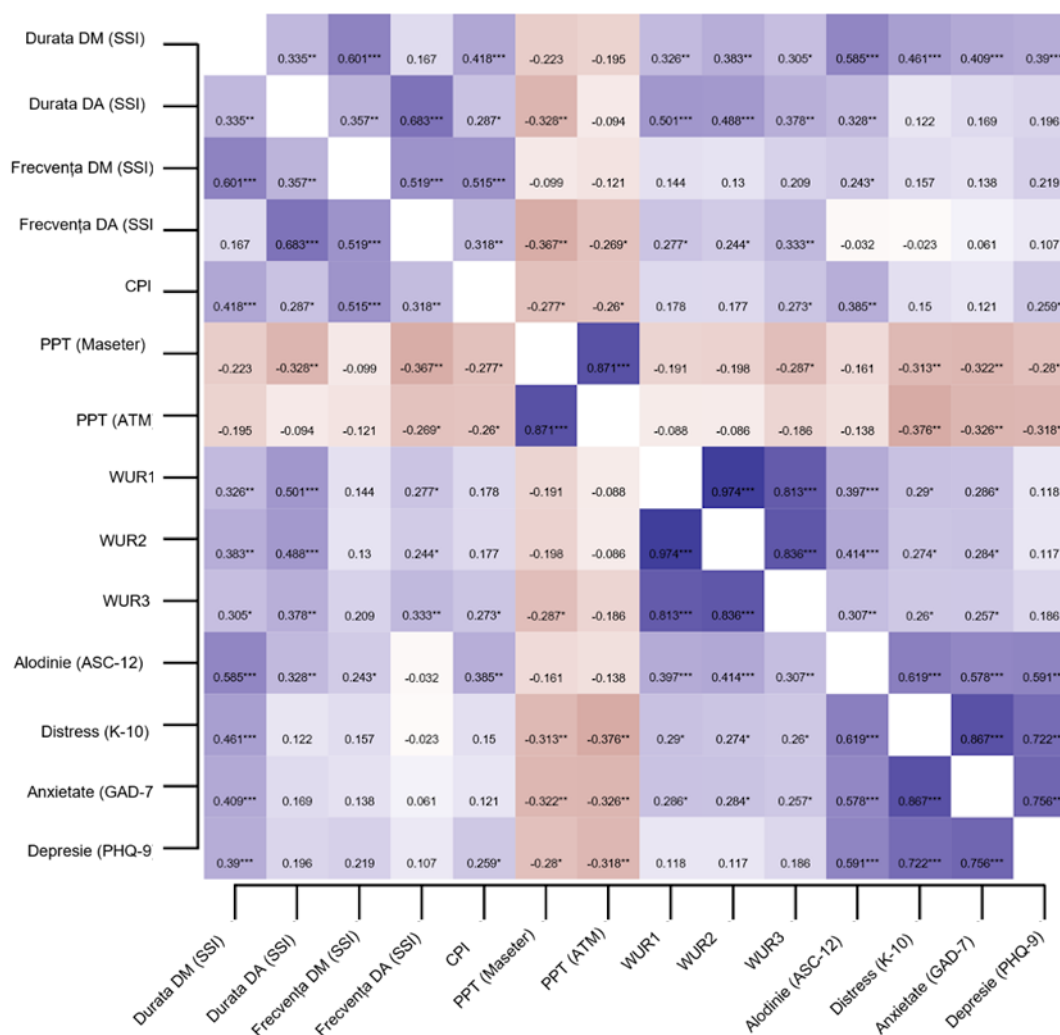 Durata DM (SSI) 0.335** 0.601*** 0.167 0.418*** -0.223 -0.195 0.326** 0.383** 0.305* 0.585*** 0.461*** 0.409*** 0.39***
Durata DA (SSI) 0.335** 0.357** 0.683*** 0.287* -0.328** -0.094 0.501*** 0.488*** 0.378** 0.328** 0.122 0.169 0.196
Frecvența DM (SSI) 0.601*** 0.357** 0.519*** 0.515*** -0.099 -0.121 0.144 0.13 0.209 0.243* 0.157 0.138 0.219
Frecvența DA (SSI 0.167 0.683*** 0.519*** 0.318** -0.367** -0.269* 0.277* 0.244* 0.333** -0.032 -0.023 0.061 0.107
CPI 0.418*** 0.287* 0.515*** 0.318** -0.277* -0.26* 0.178 0.177 0.273* 0.385** 0.15 0.121 0.259*
PPT (Maseter) -0.223 -0.328** -0.099 -0.367** -0.277* 0.871*** -0.191 -0.198 -0.287* -0.161 -0.313** -0.322** -0.28*
PPT (ATM -0.195 -0.094 -0.121 -0.269* -0.26* 0.871*** -0.088 -0.086 -0.186 -0.138 -0.376** -0.326** -0.318*
WUR1 0.326** 0.501*** 0.144 0.277* 0.178 -0.191 -0.088 0.974*** 0.813*** 0.397*** 0.29* 0.286* 0.118
WUR2 0.383** 0.488*** 0.13 0.244* 0.177 -0.198 -0.086 0.974*** 0.836*** 0.414*** 0.274* 0.284* 0.117
WUR3 0.305* 0.378** 0.209 0.333** 0.273* -0.287* -0.186 0.813*** 0.836*** 0.307** 0.26* 0.257* 0.186
Alodinie (ASC-12) 0.585*** 0.328** 0.243* -0.032 0.385** -0.161 -0.138 0.397*** 0.414*** 0.307** 0.619*** 0.578*** 0.591**
Distress (K-10) 0.461*** 0.122 0.157 -0.023 0.15 -0.313** -0.376** 0.29* 0.274* 0.26* 0.619*** 0.867*** 0.722**
Anxietate (GAD-7 0.409*** 0.169 0.138 0.061 0.121 -0.322** -0.326** 0.286* 0.284* 0.257* 0.578*** 0.867*** 0.756**
Depresie (PHQ-9 0.39*** 0.196 0.219 0.107 0.259* -0.28* -0.318** 0.118 0.117 0.186 0.591*** 0.722*** 0.756***
Durata DM (SSI)
Durata DA (SSI)
Frecvența DM (SSI)
Frecvența DA (SSI)
CPI
PPT (Maseter)
PPT (ATM)
WUR1
WUR2
WUR3
Alodinie (ASC-12)
Distress (K-10)
Anxietate (GAD-7)
Depresie (PHQ-9)